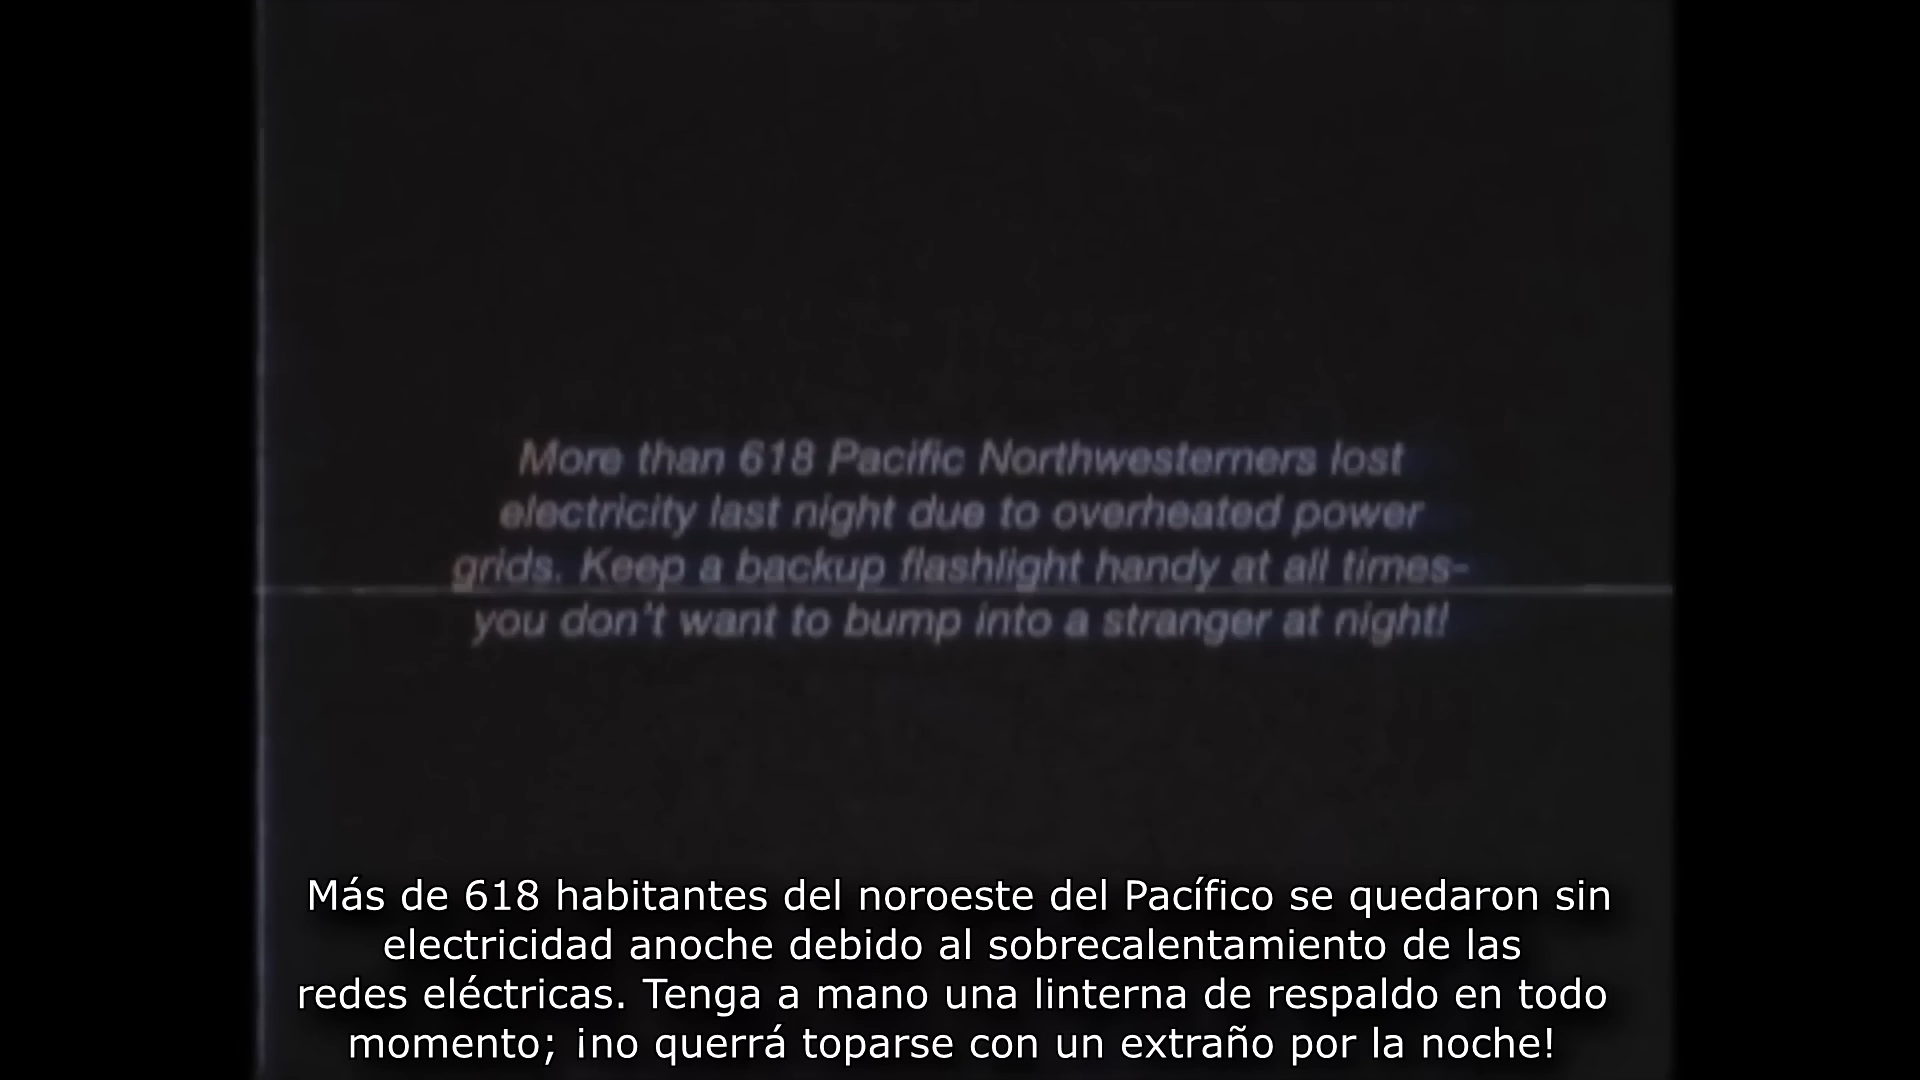 More than 618 Pacific Northwesterners lost
electricity last night due to overheated power
grids. Keep a backup flashlight handy at all times-
you don't want to bump into a stranger at night!
Más de 618 habitantes del noroeste del Pacífico se quedaron sin
electricidad anoche debido al sobrecalentamiento de las
redes eléctricas. Tenga a mano una linterna de respaldo en todo
momento; ¡no querrá toparse con un extraño por la noche!